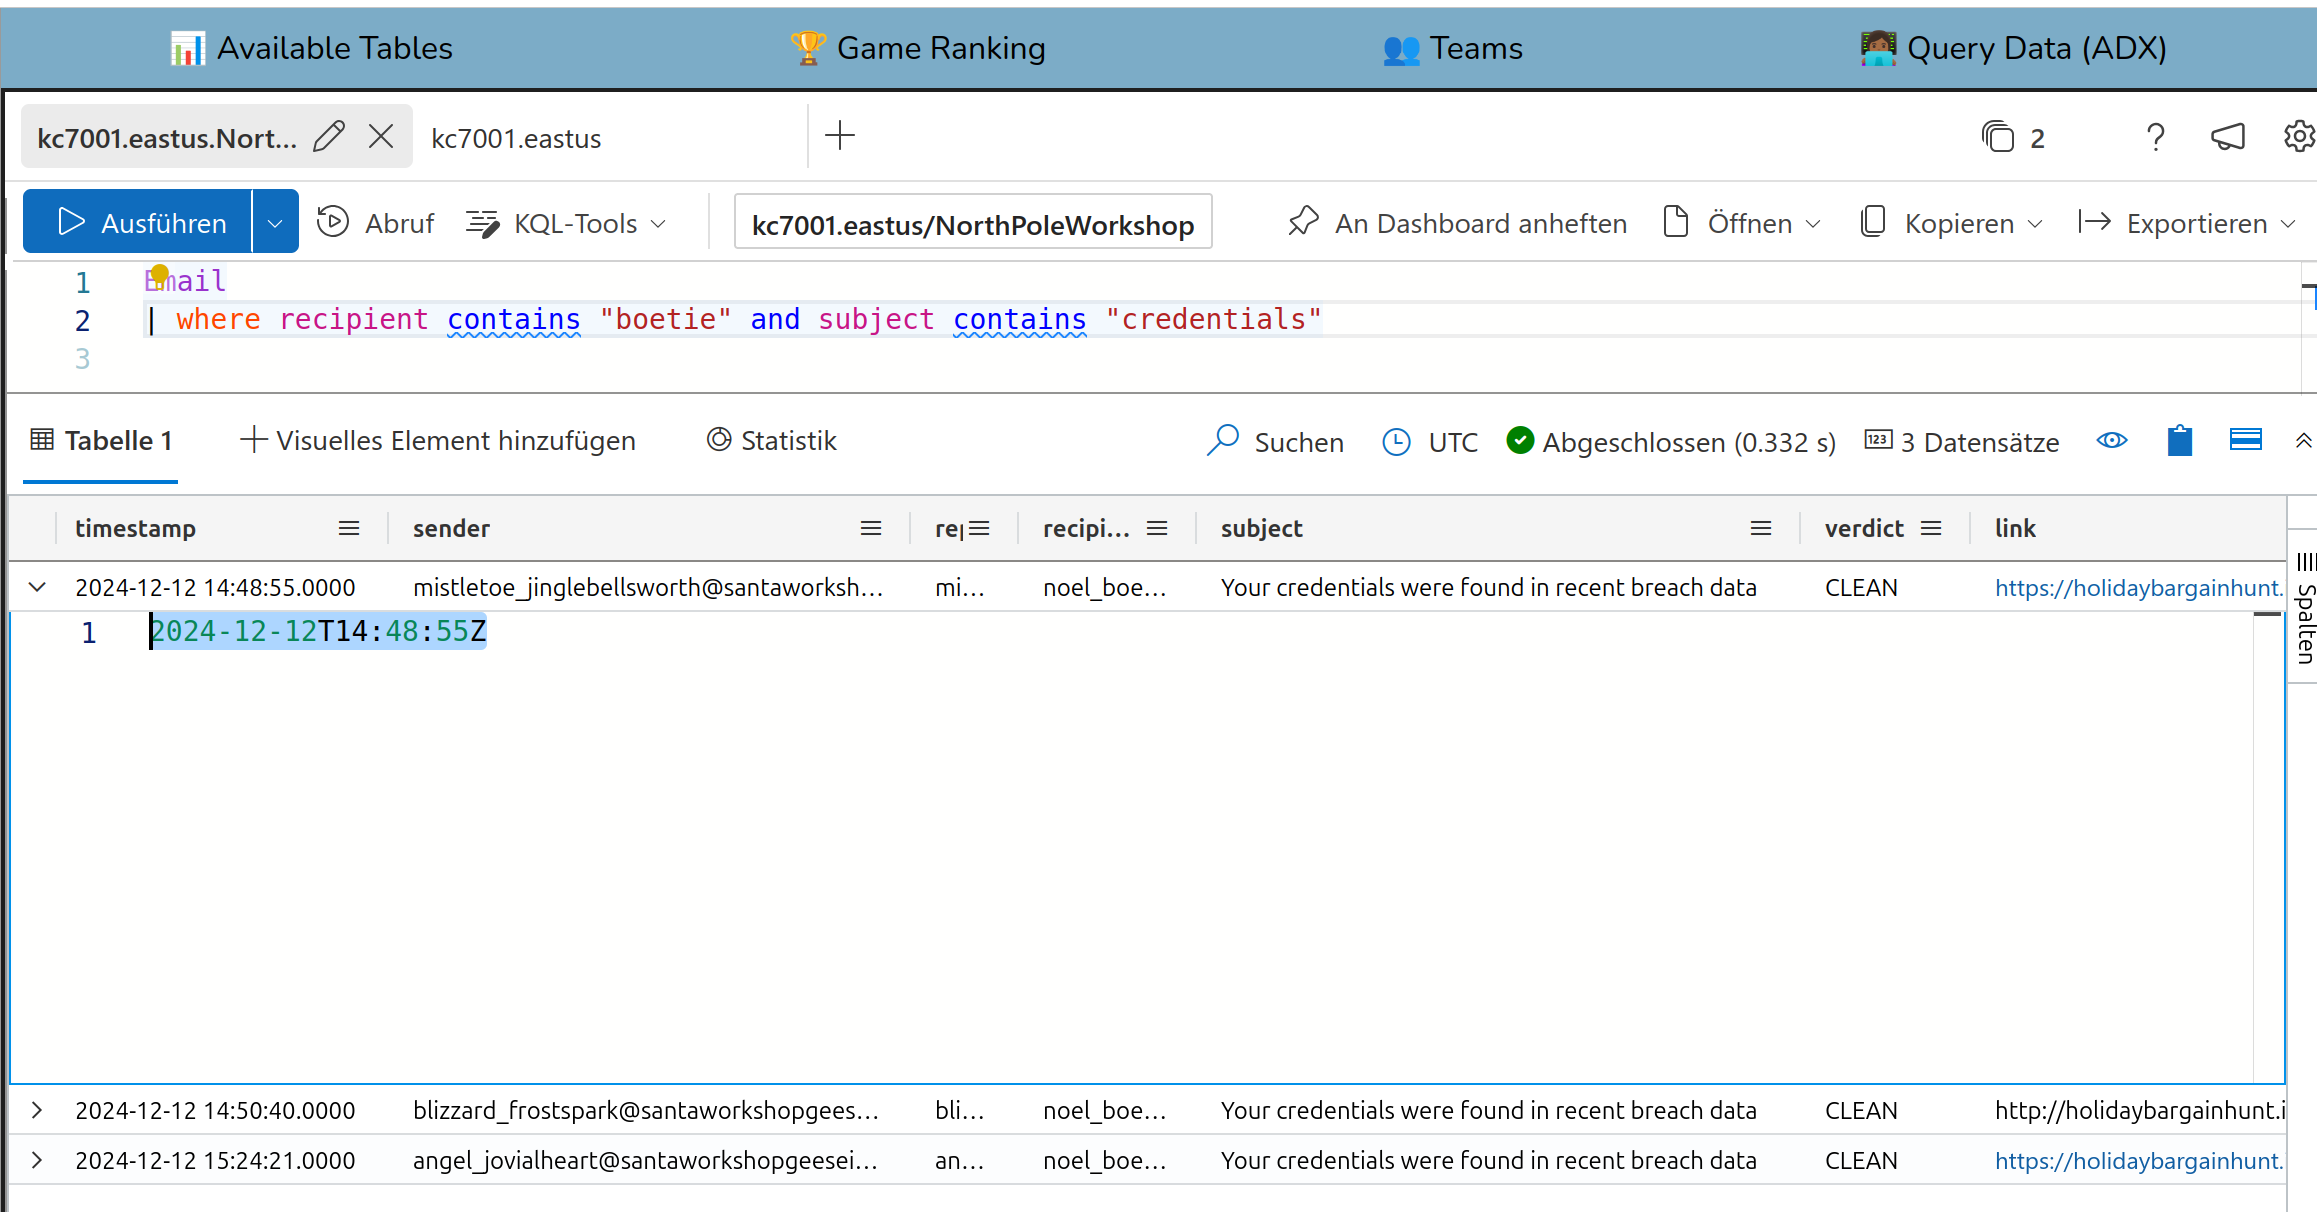 📊 Available Tables 🏆 Game Ranking 👥 Teams 👩🏾‍💻 Query Data (ADX)
kc7001.eastus.Nort... kc7001.eastus 2
Ausführen Abruf KQL-Tools kc7001.eastus/NorthPoleWorkshop An Dashboard anheften Öffnen Kopieren Exportieren
1 Email
2 | where recipient contains "boetie" and subject contains "credentials"
3
Tabelle 1 Visuelles Element hinzufügen Statistik Suchen UTC Abgeschlossen (0.332 s) 3 Datensätze
timestamp sender recipi... subject verdict link
2024-12-12 14:48:55.0000 mistletoe_jinglebellsworth@santaworksh... mi... noel_boe... Your credentials were found in recent breach data CLEAN https://holidaybargainhunt.
1 2024-12-12T14:48:55Z
Spalten
2024-12-12 14:50:40.0000 blizzard_frostspark@santaworkshopgees... bli... noel_boe... Your credentials were found in recent breach data CLEAN http://holidaybargainhunt.i
2024-12-12 15:24:21.0000 angel_jovialheart@santaworkshopgeesei... an... noel_boe... Your credentials were found in recent breach data CLEAN https://holidaybargainhunt.